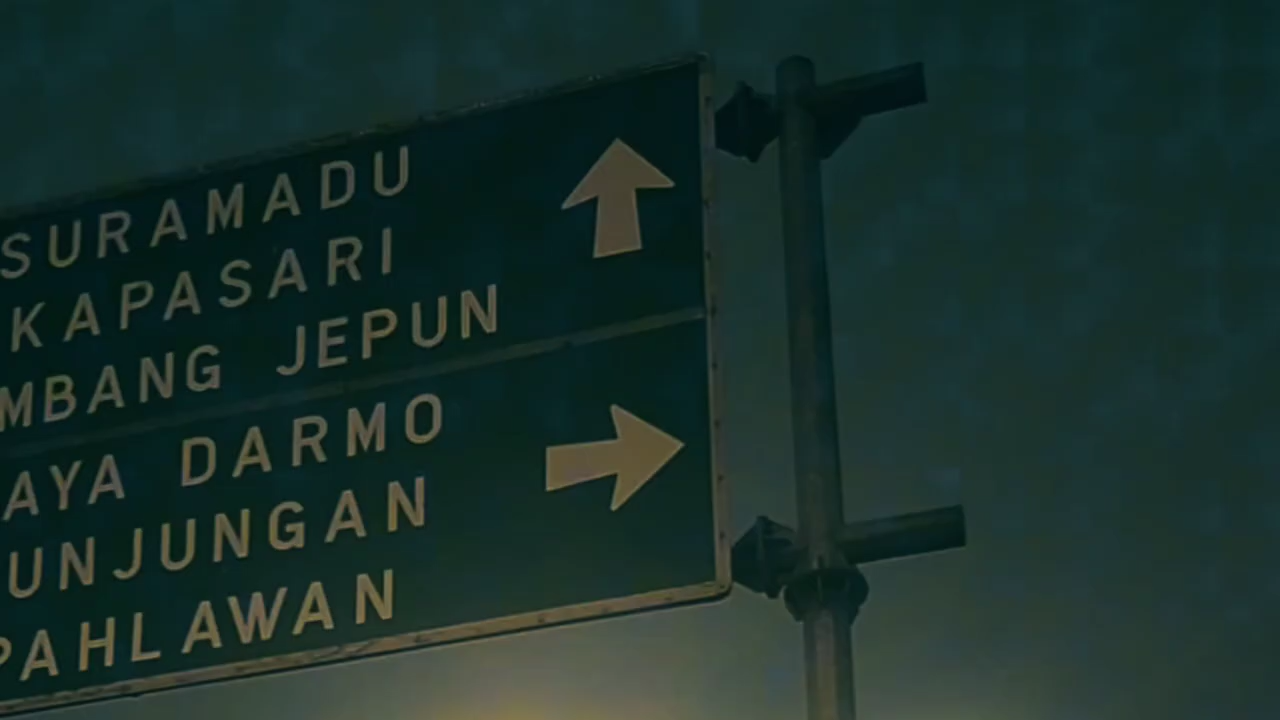 SURAMADU
KAPASARI
MBANG JEPUN
AYA DARMO
UNJUNGAN
PAHLAWAN